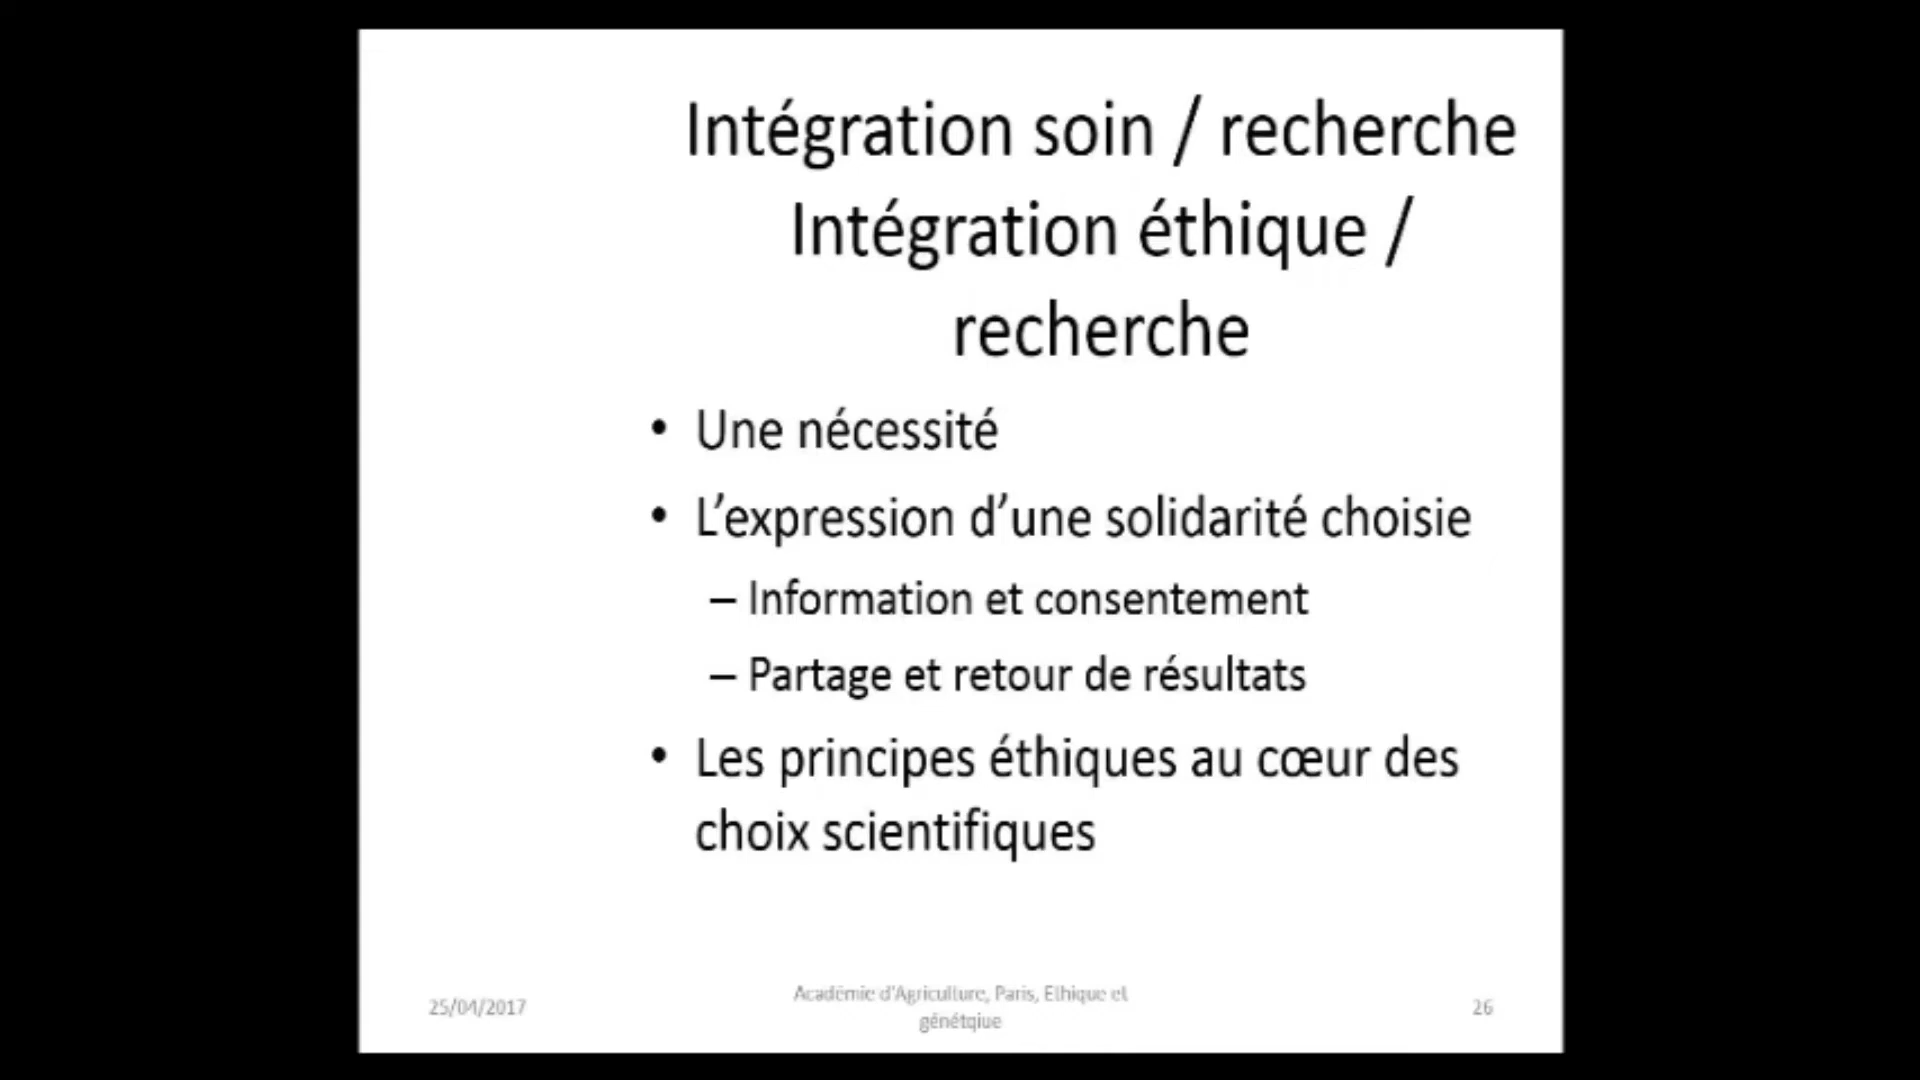 Intégration soin / recherche
Intégration éthique /
recherche
• Une nécessité
• L’expression d’une solidarité choisie
– Information et consentement
– Partage et retour de résultats
• Les principes éthiques au cœur des
choix scientifiques
25/04/2017
Académie d'Agriculture, Paris, Ethique et
génétqiue
26